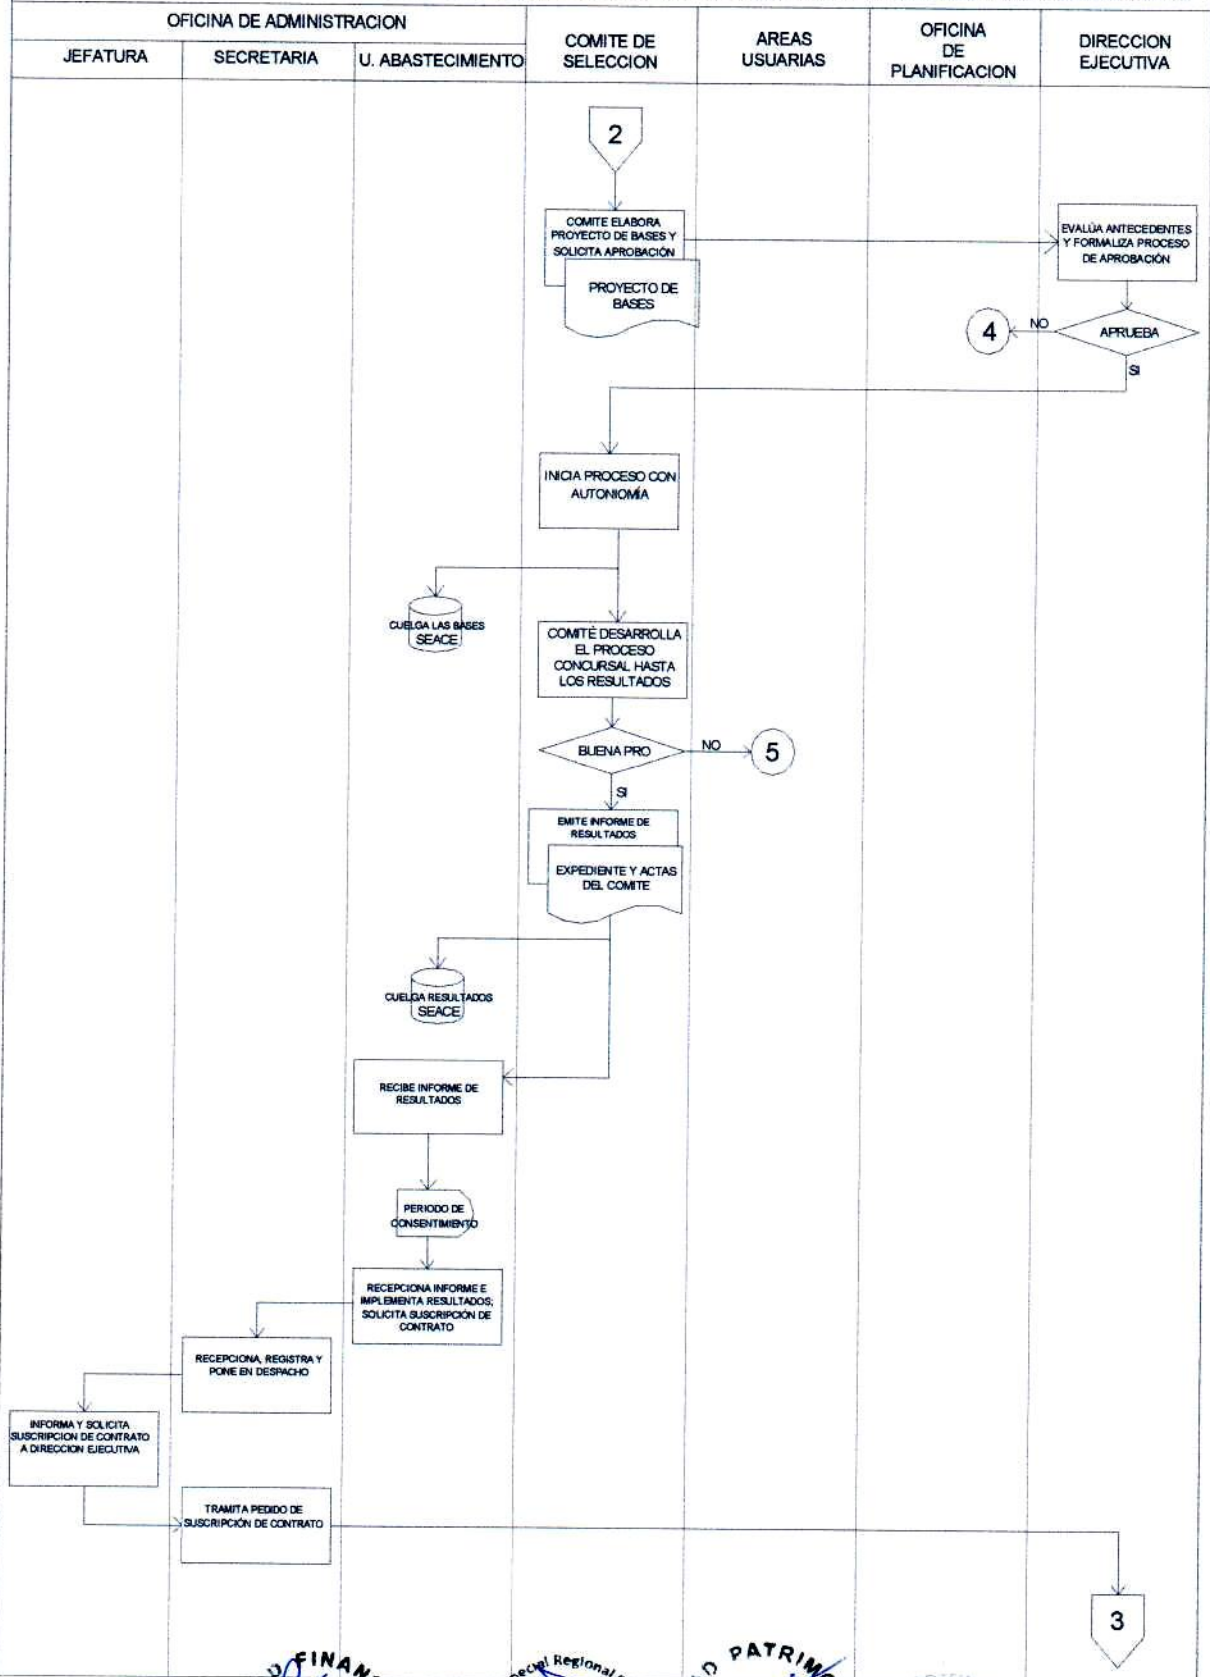 OFICINA DE ADMINISTRACION
JEFATURA
SECRETARIA
U. ABASTECIMIENTO
COMITE DE
SELECCION
AREAS
USUARIAS
OFICINA
DE
PLANIFICACION
DIRECCION
EJECUTIVA
2
COMITE ELABORA
PROYECTO DE BASES Y
SOLICITA APROBACIÓN
PROYECTO DE
BASES
EVALÚA ANTECEDENTES
Y FORMALIZA PROCESO
DE APROBACIÓN
4
NO
APRUEBA
SI
INICIA PROCESO CON
AUTONIOMÍA
CUELGA LAS BASES
SEACE
COMITÉ DESARROLLA
EL PROCESO
CONCURSAL HASTA
LOS RESULTADOS
BUENA PRO
NO
5
SI
EMITE INFORME DE
RESULTADOS
EXPEDIENTE Y ACTAS
DEL COMITE
CUELGA RESULTADOS
SEACE
RECIBE INFORME DE
RESULTADOS
PERIODO DE
CONSENTIMIENTO
RECEPCIONA INFORME E
IMPLEMENTA RESULTADOS;
SOLICITA SUSCRIPCIÓN DE
CONTRATO
RECEPCIONA, REGISTRA Y
PONE EN DESPACHO
INFORMA Y SOLICITA
SUSCRIPCION DE CONTRATO
A DIRECCION EJECUTIVA
TRAMITA PEDIDO DE
SUSCRIPCIÓN DE CONTRATO
3
Regional